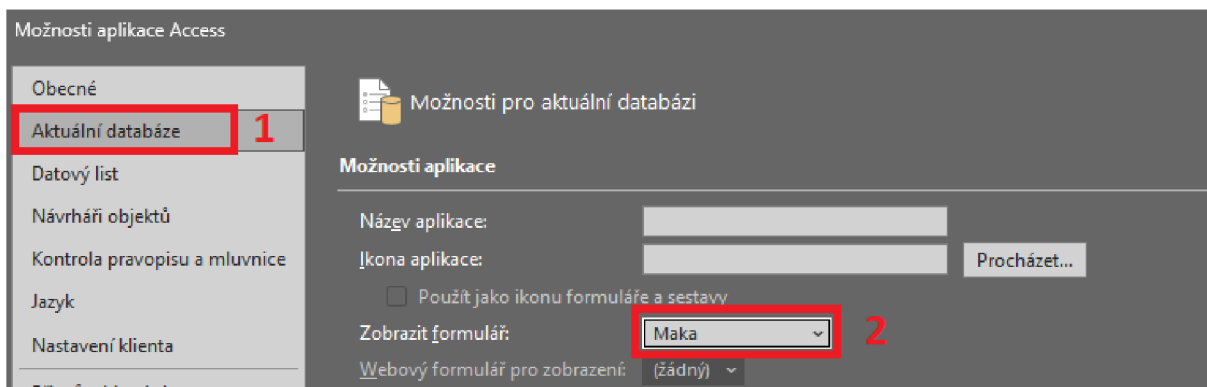 Možnosti aplikace Access
Obecné
Aktuální databáze 1
Datový list
Návrháři objektů
Kontrola pravopisu a mluvnice
Jazyk
Nastavení klienta
Možnosti pro aktuální databázi
Možnosti aplikace
Název aplikace:
Ikona aplikace: Procházet...
Použít jako ikonu formuláře a sestavy
Zobrazit formulář: Maka 2
Webový formulář pro zobrazení: (žádný)